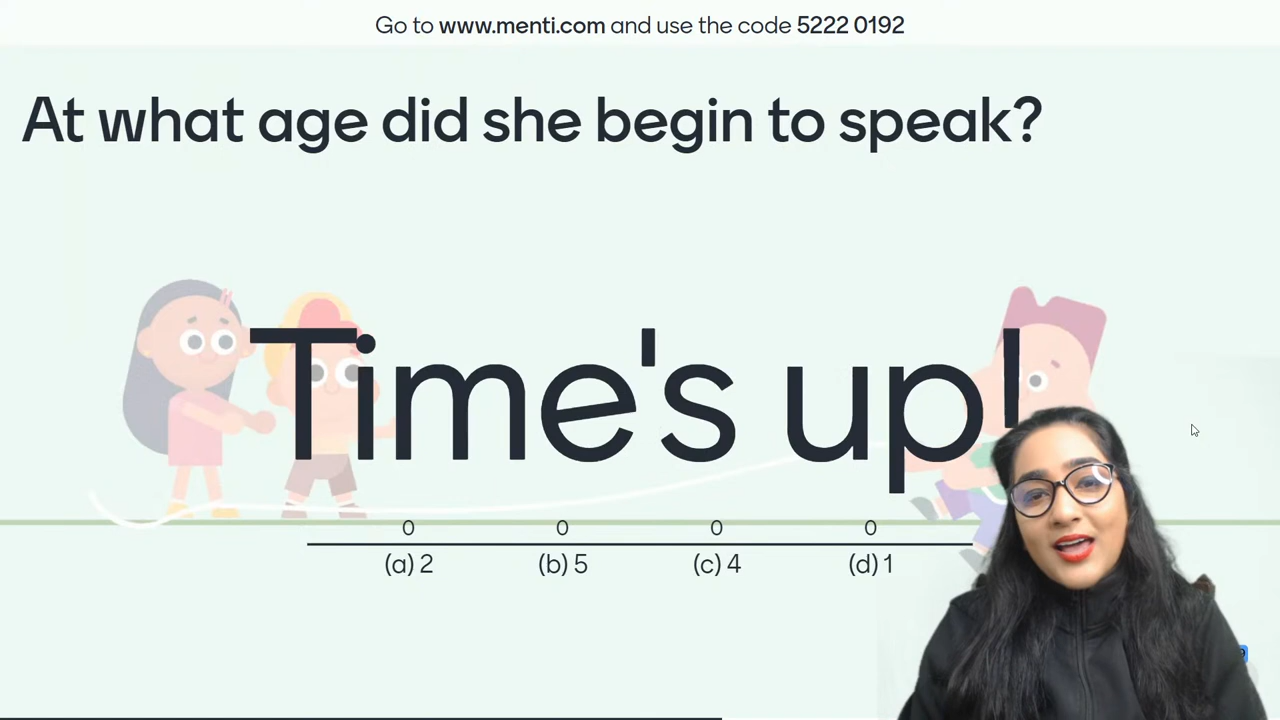 Go to www.menti.com and use the code 5222 0192
At what age did she begin to speak?
Time's up!
0 0 0 0
(a) 2 (b) 5 (c) 4 (d) 1